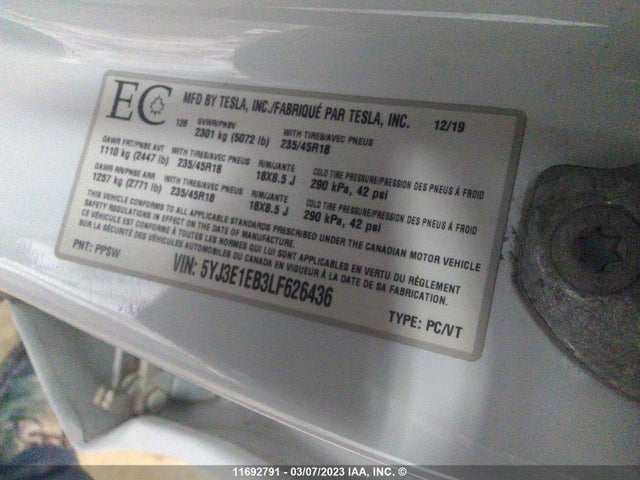 EC MFD BY TESLA, INC./FABRIQUÉ PAR TESLA, INC. 12/19
128 GVWR/PNBV WITH TIRES/AVEC PNEUS
2301 kg (5072 lb) 235/45R18
GAWR FRT/PNBE AVT WITH TIRES/AVEC PNEUS RIM/JANTE COLD TIRE PRESSURE/PRESSION DES PNEUS À FROID
1110 kg (2447 lb) 235/45R18 18X8.5 J 290 kPa, 42 psi
GAWR RR/PNBE ARR WITH TIRES/AVEC PNEUS RIM/JANTE COLD TIRE PRESSURE/PRESSION DES PNEUS À FROID
1257 kg (2771 lb) 235/45R18 18X8.5 J 290 kPa, 42 psi
THIS VEHICLE CONFORMS TO ALL APPLICABLE STANDARDS PRESCRIBED UNDER THE CANADIAN MOTOR VEHICLE
SAFETY REGULATIONS IN EFFECT ON THE DATE OF MANUFACTURE.
CE VÉHICULE EST CONFORME À TOUTES LES NORMES QUI LUI SONT APPLICABLES EN VERTU DU RÈGLEMENT
SUR LA SÉCURITÉ DES VÉHICULES AUTOMOBILES DU CANADA EN VIGUEUR À LA DATE DE SA FABRICATION.
PNT: PPSW VIN: 5YJ3E1EB3LF626436 TYPE: PC/VT
11692791 - 03/07/2023 IAA, INC. ©